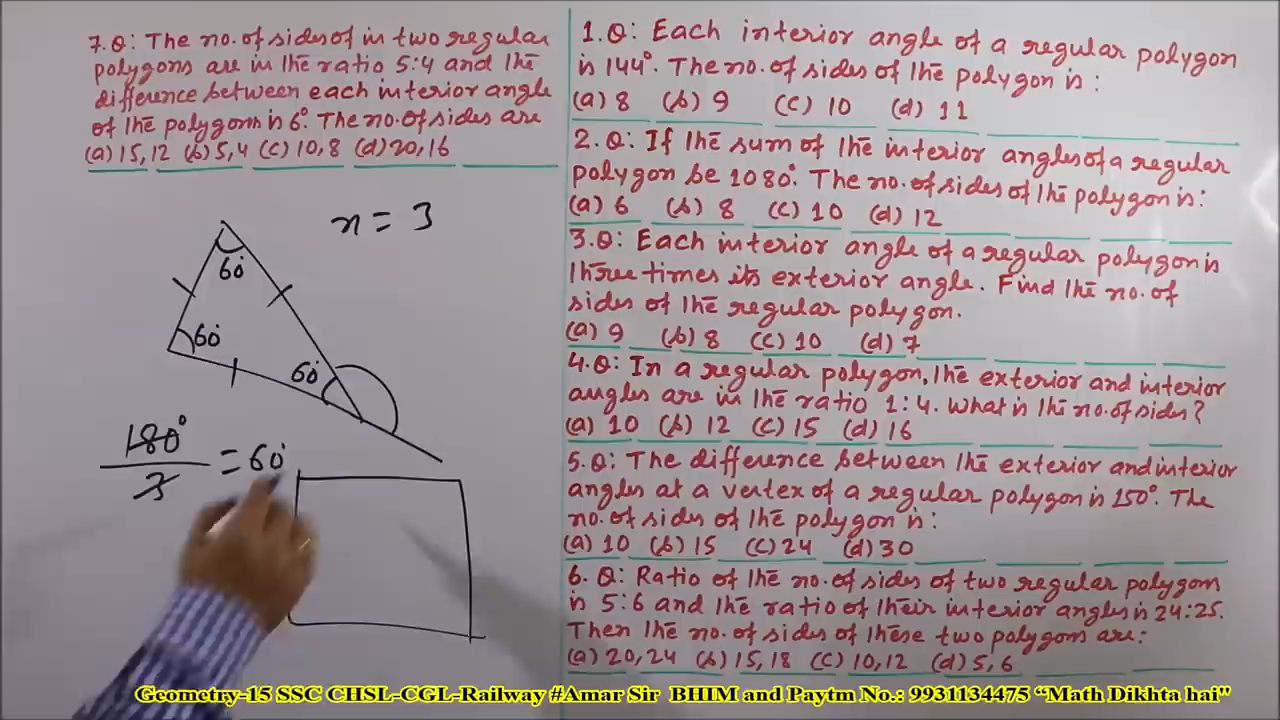 7.Q: The no. of sides of in two regular
polygons are in the ratio 5:4 and the
difference between each interior angle
of the polygons is 6°. The no. of sides are
(a) 15, 12 (b) 5, 4 (c) 10, 8 (d) 20, 16
n = 3
60°
60°
60°
180°
3
= 60°
1.Q: Each interior angle of a regular polygon
is 144°. The no. of sides of the polygon is :
(a) 8 (b) 9 (c) 10 (d) 11
2.Q: If the sum of the interior angles of a regular
polygon be 1080°. The no. of sides of the polygon is:
(a) 6 (b) 8 (c) 10 (d) 12
3.Q: Each interior angle of a regular polygon is
three times its exterior angle. Find the no. of
sides of the regular polygon.
(a) 9 (b) 8 (c) 10 (d) 7
4.Q: In a regular polygon, the exterior and interior
angles are in the ratio 1:4. What is the no. of sides?
(a) 10 (b) 12 (c) 15 (d) 16
5.Q: The difference between the exterior and interior
angles at a vertex of a regular polygon is 150°. The
no. of sides of the polygon is:
(a) 10 (b) 15 (c) 24 (d) 30
6.Q: Ratio of the no. of sides of two regular polygons
is 5:6 and the ratio of their interior angles is 24:25.
Then the no. of sides of these two polygons are:
(a) 20, 24 (b) 15, 18 (c) 10, 12 (d) 5, 6
Geometry-15 SSC CHSL-CGL-Railway #Amar Sir BHIM and Paytm No.: 9931134475 “Math Dikhta hai"